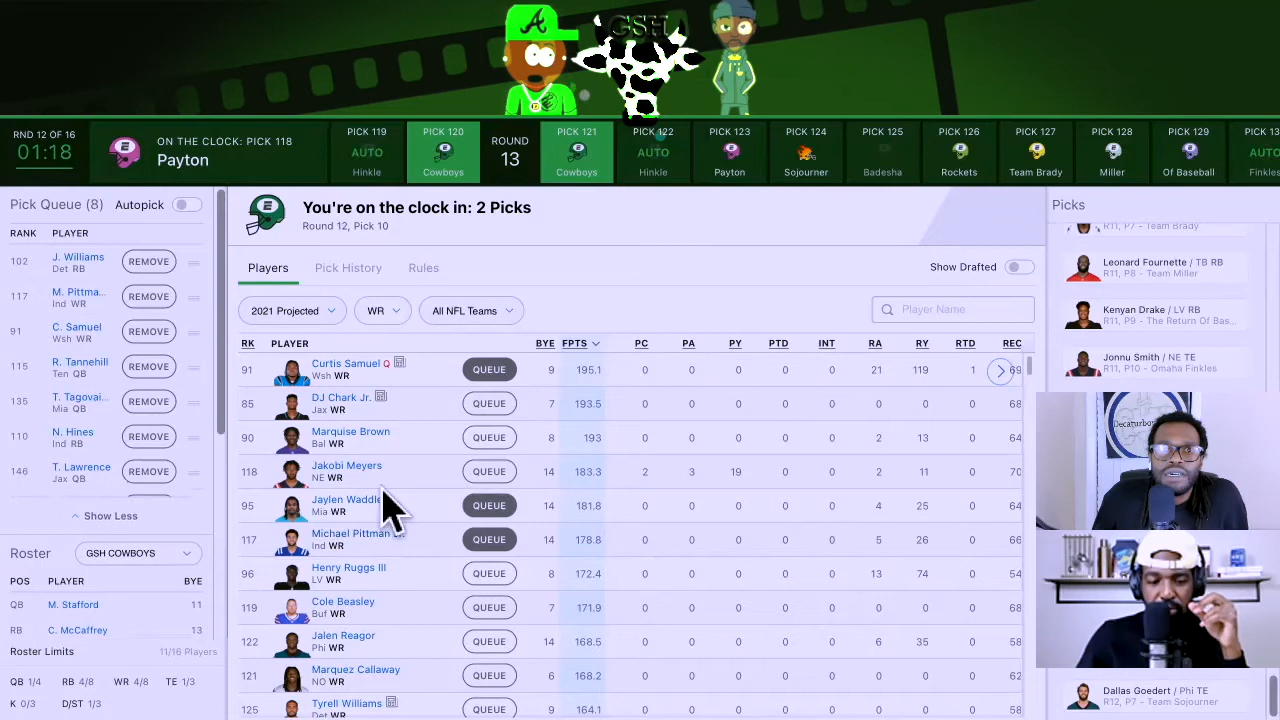 GSH
A
RND 12 OF 16
01:18
ON THE CLOCK: PICK 118
Payton
PICK 119
AUTO
Hinkle
PICK 120
Cowboys
ROUND
13
PICK 121
Cowboys
PICK 122
AUTO
Hinkle
PICK 123
Payton
PICK 124
Sojourner
PICK 125
Badesha
PICK 126
Rockets
PICK 127
Team Brady
PICK 128
Miller
PICK 129
Of Baseball
PICK 13
AUTO
Finkles
Pick Queue (8) Autopick
RANK PLAYER
102 J. Williams REMOVE
Det RB
117 M. Pittma... REMOVE
Ind WR
91 C. Samuel REMOVE
Wsh WR
115 R. Tannehill REMOVE
Ten QB
135 T. Tagovai... REMOVE
Mia QB
110 N. Hines REMOVE
Ind RB
146 T. Lawrence REMOVE
Jax QB
Show Less
Roster GSH COWBOYS
POS PLAYER BYE
QB M. Stafford 11
RB C. McCaffrey 13
Roster Limits 11/16 Players
QB 1/4 RB 4/8 WR 4/8 TE 1/3
K 0/3 D/ST 1/3
You're on the clock in: 2 Picks
Round 12, Pick 10
Players Pick History Rules
Show Drafted
2021 Projected WR All NFL Teams Player Name
RK PLAYER BYE FPTS PC PA PY PTD INT RA RY RTD REC
91 Curtis Samuel Q QUEUE 9 195.1 0 0 0 0 0 21 119 1 69
Wsh WR
85 DJ Chark Jr. QUEUE 7 193.5 0 0 0 0 0 0 0 0 68
Jax WR
90 Marquise Brown QUEUE 8 193 0 0 0 0 0 2 13 0 64
Bal WR
118 Jakobi Meyers QUEUE 14 183.3 2 3 19 0 0 2 11 0 70
NE WR
95 Jaylen Waddle QUEUE 14 181.8 0 0 0 0 0 4 25 0 64
Mia WR
117 Michael Pittman QUEUE 14 178.8 0 0 0 0 0 5 26 0 66
Ind WR
96 Henry Ruggs III QUEUE 8 172.4 0 0 0 0 0 13 74 0 54
LV WR
119 Cole Beasley QUEUE 7 171.9 0 0 0 0 0 0 0 0 68
Buf WR
122 Jalen Reagor QUEUE 14 168.5 0 0 0 0 0 6 35 0 58
Phi WR
121 Marquez Callaway QUEUE 6 168.2 0 0 0 0 0 0 0 0 58
NO WR
125 Tyrell Williams QUEUE 9 164.1 0 0 0 0 0 0 0 0 58
Det WR
Picks
R11, P7 - Team Brady
Leonard Fournette / TB RB
R11, P8 - Team Miller
Kenyan Drake / LV RB
R11, P9 - The Return Of Bas...
Jonnu Smith / NE TE
R11, P10 - Omaha Finkles
Dallas Goedert / Phi TE
R12, P7 - Team Sojourner